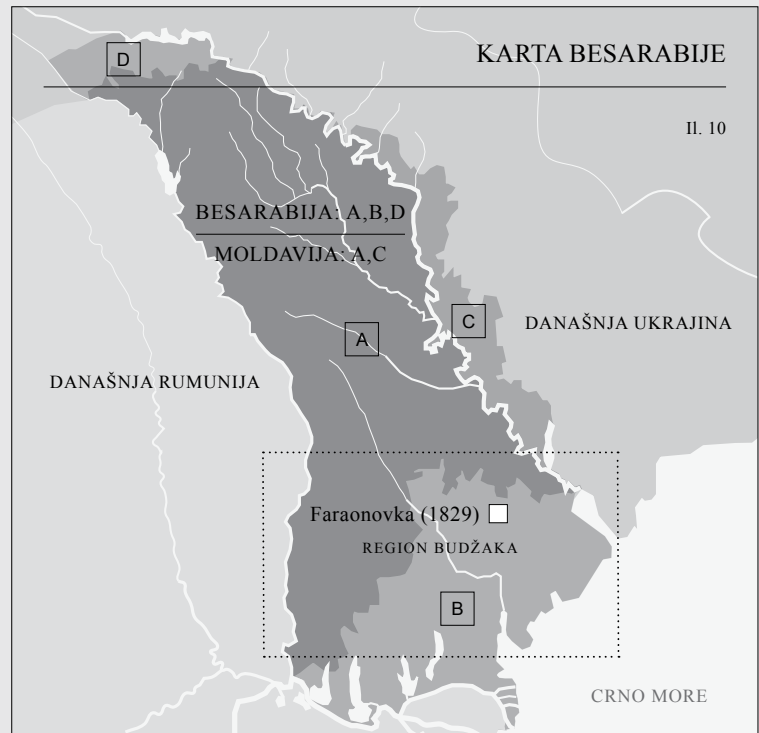 D
KARTA BESARABIJE
Il. 10
BESARABIJA: A,B,D
MOLDAVIJA: A,C
C
DANAŠNJA UKRAJINA
A
DANAŠNJA RUMUNIJA
Faraonovka (1829)
REGION BUDŽAKA
B
CRNO MORE